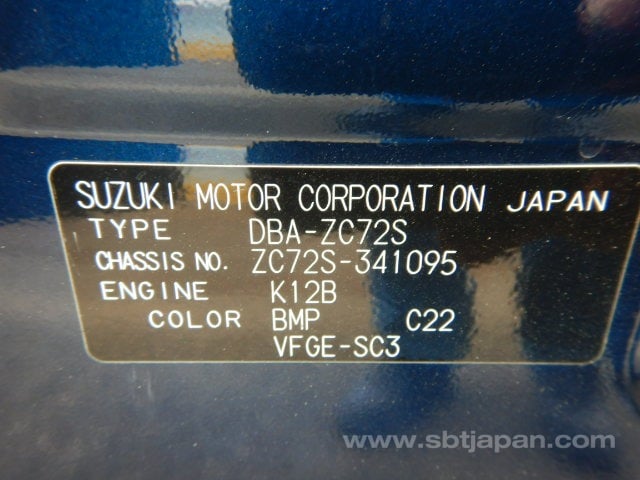 SUZUKI MOTOR CORPORATION JAPAN
TYPE DBA-ZC72S
CHASSIS NO. ZC72S-341095
ENGINE K12B
COLOR BMP C22
VFGE-SC3
www.sbtjapan.com